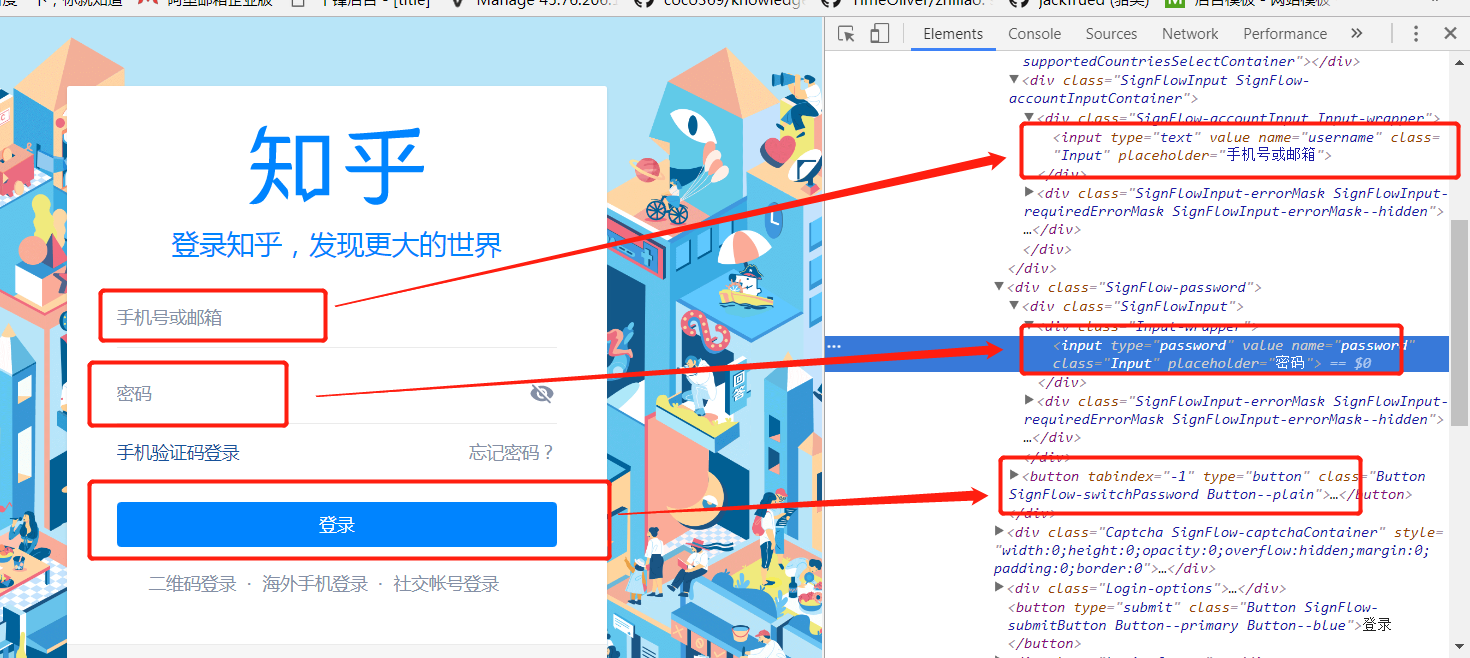 知乎
登录知乎，发现更大的世界
手机号或邮箱
密码
手机验证码登录
忘记密码？
登录
二维码登录 · 海外手机登录 · 社交帐号登录
Elements Console Sources Network Performance »
supportedCountriesSelectContainer"></div>
▼<div class="SignFlowInput SignFlow-
accountInputContainer">
▼<div class="SignFlow-accountInput Input-wrapper">
<input type="text" value name="username" class=
"Input" placeholder="手机号或邮箱">
</div>
▶<div class="SignFlowInput-errorMask SignFlowInput-
requiredErrorMask SignFlowInput-errorMask--hidden">
…</div>
</div>
</div>
▼<div class="SignFlow-password">
▼<div class="SignFlowInput">
▼<div class="Input-wrapper">
<input type="password" value name="password"
class="Input" placeholder="密码"> == $0
</div>
▶<div class="SignFlowInput-errorMask SignFlowInput-
requiredErrorMask SignFlowInput-errorMask--hidden">
…</div>
</div>
▶<button tabindex="-1" type="button" class="Button
SignFlow-switchPassword Button--plain">…</button>
</div>
▶<div class="Captcha SignFlow-captchaContainer" style=
"width:0;height:0;opacity:0;overflow:hidden;margin:0;
padding:0;border:0">…</div>
▶<div class="Login-options">…</div>
<button type="submit" class="Button SignFlow-
submitButton Button--primary Button--blue">登录
</button>